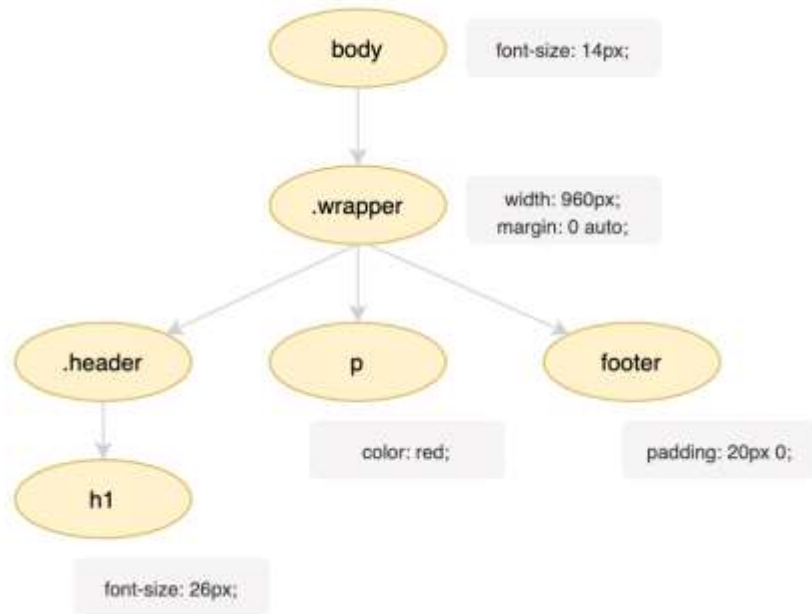 body
font-size: 14px;
.wrapper
width: 960px;
margin: 0 auto;
.header
p
footer
color: red;
padding: 20px 0;
h1
font-size: 26px;